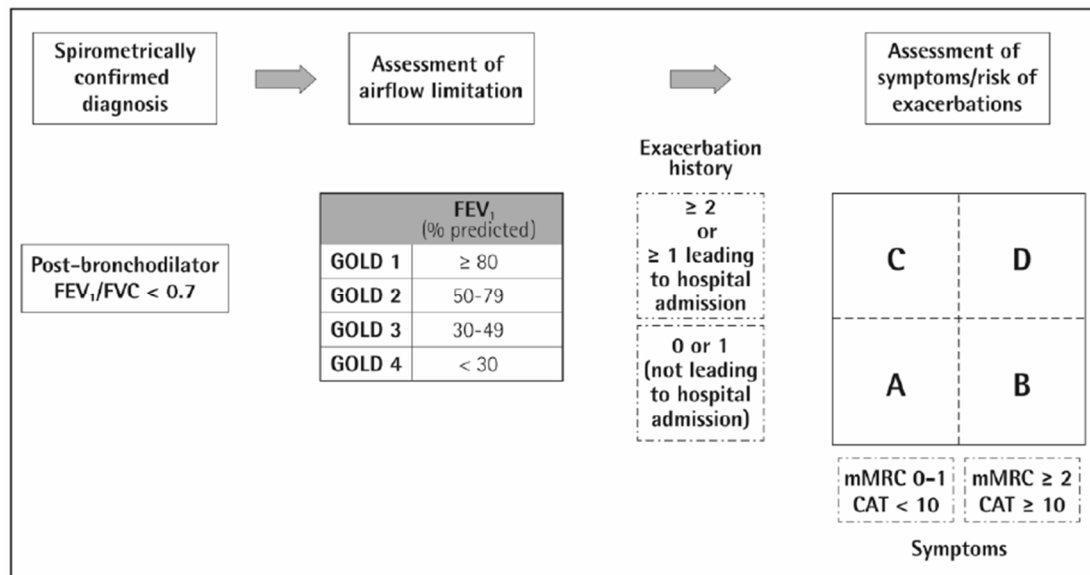 Spirometrically
confirmed
diagnosis
Assessment of
airflow limitation
Assessment of
symptoms/risk of
exacerbations
Post-bronchodilator
FEV₁/FVC < 0.7
FEV₁
(% predicted)
GOLD 1 ≥ 80
GOLD 2 50-79
GOLD 3 30-49
GOLD 4 < 30
Exacerbation
history
≥ 2
or
≥ 1 leading
to hospital
admission
0 or 1
(not leading
to hospital
admission)
C D
A B
mMRC 0-1
CAT < 10
mMRC ≥ 2
CAT ≥ 10
Symptoms